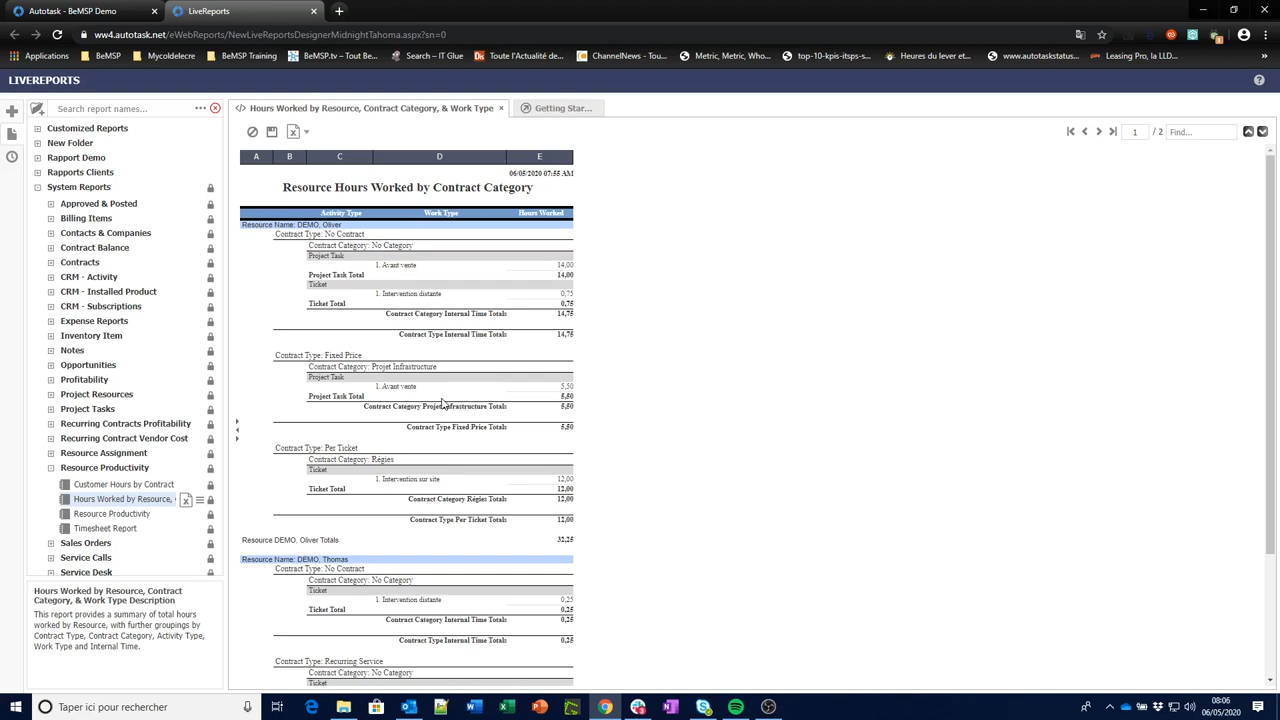 Autotask - BeMSP
LiveReports
ww4.autotask.net/eWebReports/NewLiveReportsDesignerMidnightTahoma.aspx?sn=0
Applications BeMSP BeMSP Training BeMSP.tv – Tout Be... Mycoldelecure Search — IT Glue Toute l'Actualité de... ChannelNews - Tou... Metric, Metric, Who... top-10-kpis-itsps-s... Heures du lever et... www.autotaskstatus... Leasing Pro, la LLD...
LIVEREPORTS
Search report names...
Customized Reports
New Folder
Rapport Demo
Rapports Clients
System Reports
Approved & Posted
Billing Items
Contacts & Companies
Contract Balance
Contracts
CRM - Activity
CRM - Installed Product
CRM - Subscriptions
Expense Reports
Inventory Item
Notes
Opportunities
Profitability
Project Resources
Project Tasks
Recurring Contracts Profitability
Recurring Contract Vendor Cost
Resource Assignment
Resource Productivity
Customer Hours by Contract
Hours Worked by Resource,
Resource Productivity
Timesheet Report
Sales Orders
Service Calls
Service Desk
Hours Worked by Resource, Contract
Category, & Work Type Description
This report provides a summary of total hours
worked by Resource, with further groupings by
Contract Type, Contract Category, Activity Type,
Work Type and Internal Time.
Hours Worked by Resource, Contract Category, & Work Type
Getting Star...
1 / 2 Find...
A B C D E
06/05/2020 07:55 AM
Resource Hours Worked by Contract Category
Activity Type Work Type Hours Worked
Resource Name: DEMO, Oliver
Contract Type: No Contract
Contract Category: No Category
Project Task
1. Avant vente 14,00
Project Task Total 14,00
Ticket
1. Intervention distante 0,75
Ticket Total 0,75
Contract Category Internal Time Totals 14,75
Contract Type Internal Time Totals 14,75
Contract Type: Fixed Price
Contract Category: Projet Infrastructure
Project Task
1. Avant vente 5,50
Project Task Total 5,50
Contract Category Projet Infrastructure Totals 5,50
Contract Type Fixed Price Totals 5,50
Contract Type: Per Ticket
Contract Category: Régies
Ticket
1. Intervention sur site 12,00
Ticket Total 12,00
Contract Category Régies Totals 12,00
Contract Type Per Ticket Totals 12,00
Resource DEMO, Oliver Totals 32,25
Resource Name: DEMO, Thomas
Contract Type: No Contract
Contract Category: No Category
Ticket
1. Intervention distante 0,25
Ticket Total 0,25
Contract Category Internal Time Totals 0,25
Contract Type Internal Time Totals 0,25
Contract Type: Recurring Service
Contract Category: No Category
Ticket
Taper ici pour rechercher
08:06
06/05/2020